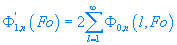 Φ'₁,ₙ(Fo) = 2∑_{l=1}^{∞} Φ₀,ₙ(l, Fo)